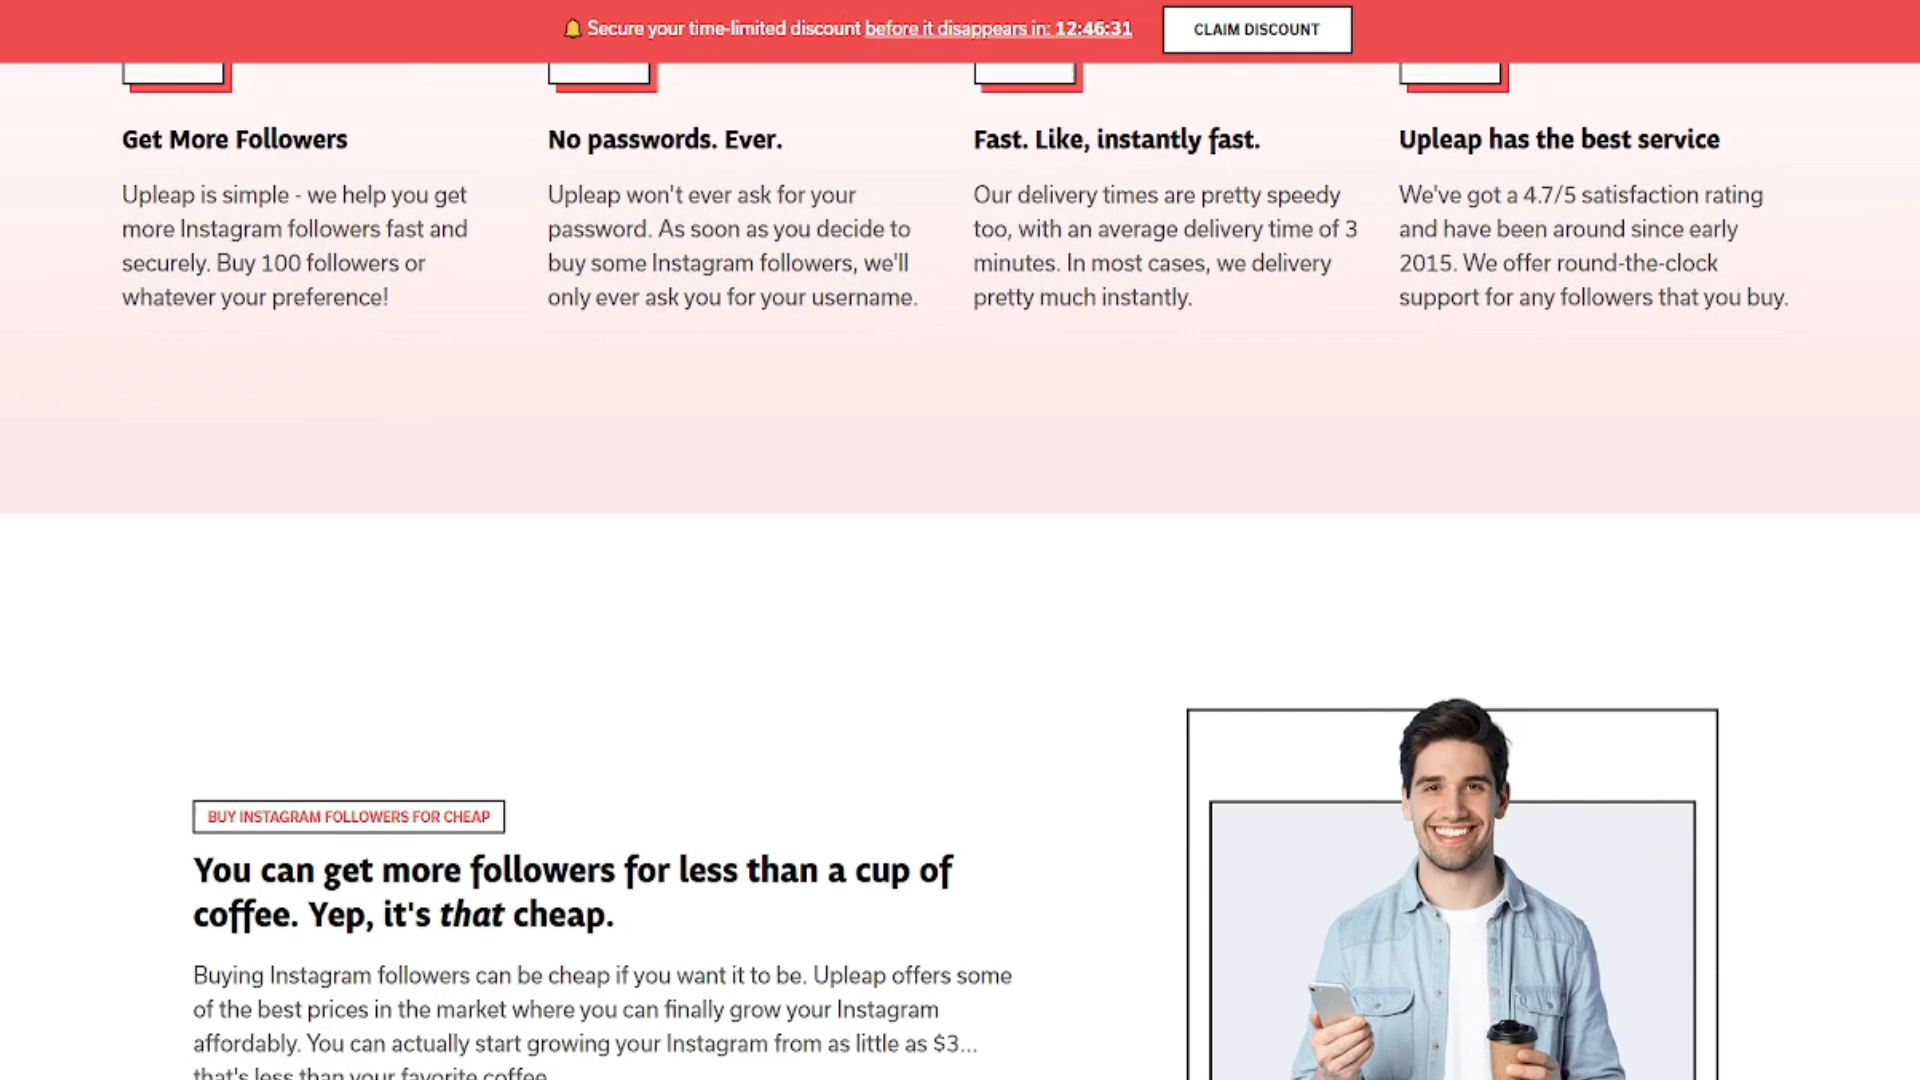 🔔 Secure your time-limited discount before it disappears in: 12:46:31
CLAIM DISCOUNT
Get More Followers
Upleap is simple - we help you get
more Instagram followers fast and
securely. Buy 100 followers or
whatever your preference!
No passwords. Ever.
Upleap won't ever ask for your
password. As soon as you decide to
buy some Instagram followers, we'll
only ever ask you for your username.
Fast. Like, instantly fast.
Our delivery times are pretty speedy
too, with an average delivery time of 3
minutes. In most cases, we delivery
pretty much instantly.
Upleap has the best service
We've got a 4.7/5 satisfaction rating
and have been around since early
2015. We offer round-the-clock
support for any followers that you buy.
BUY INSTAGRAM FOLLOWERS FOR CHEAP
You can get more followers for less than a cup of
coffee. Yep, it's that cheap.
Buying Instagram followers can be cheap if you want it to be. Upleap offers some
of the best prices in the market where you can finally grow your Instagram
affordably. You can actually start growing your Instagram from as little as $3...
that's less than your favorite coffee